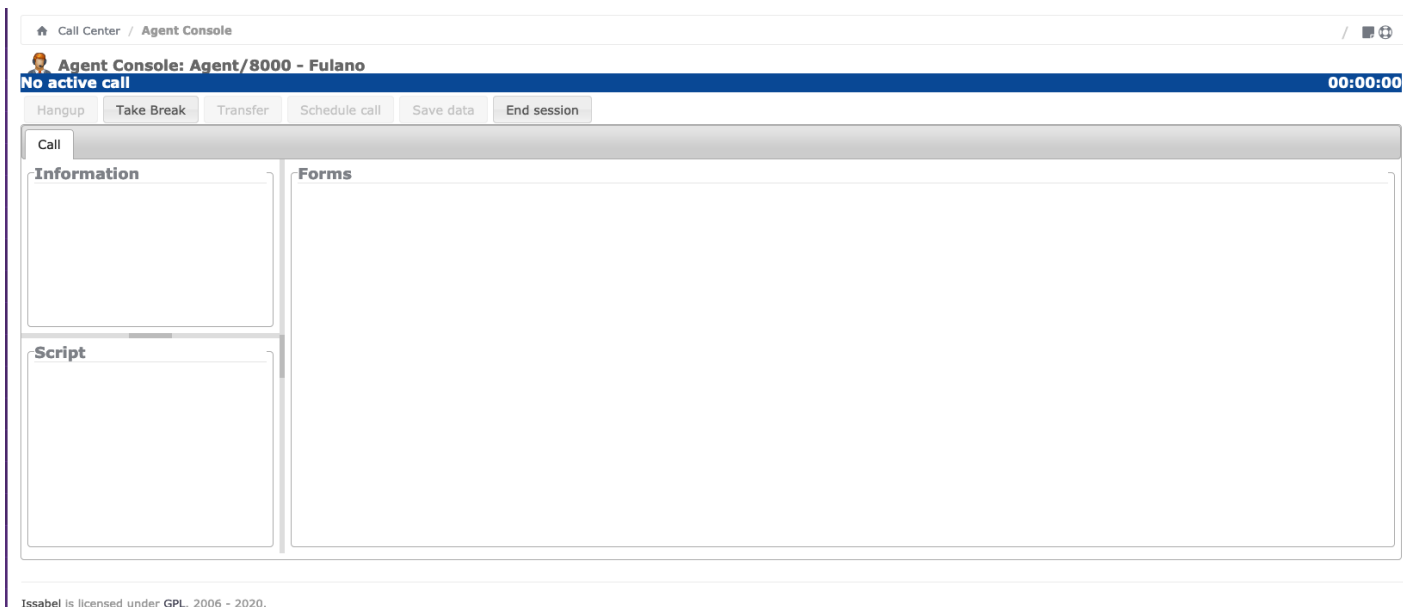 Call Center / Agent Console /
Agent Console: Agent/8000 - Fulano
No active call 00:00:00
Hangup Take Break Transfer Schedule call Save data End session
Call
Information Forms
Script
Issabel is licensed under GPL. 2006 - 2020.